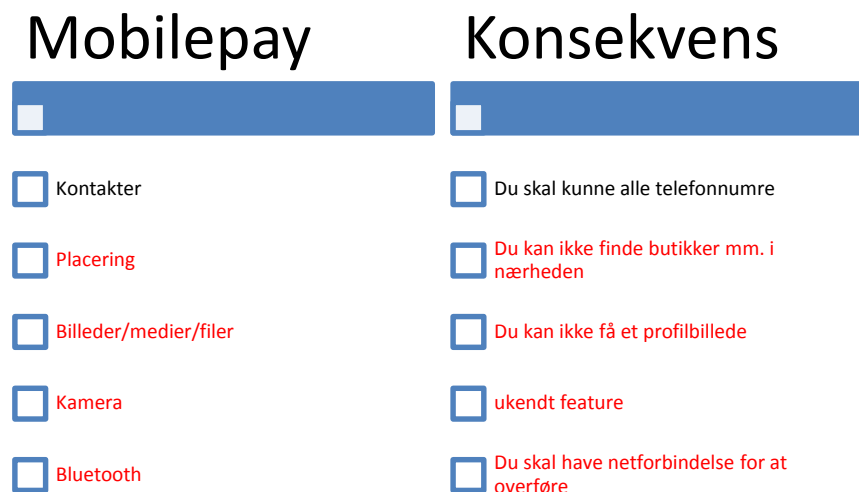 Mobilepay
Kontakter
Placering
Billeder/medier/filer
Kamera
Bluetooth
Konsekvens
Du skal kunne alle telefonnumre
Du kan ikke finde butikker mm. i
nærheden
Du kan ikke få et profilbillede
ukendt feature
Du skal have netforbindelse for at
overføre